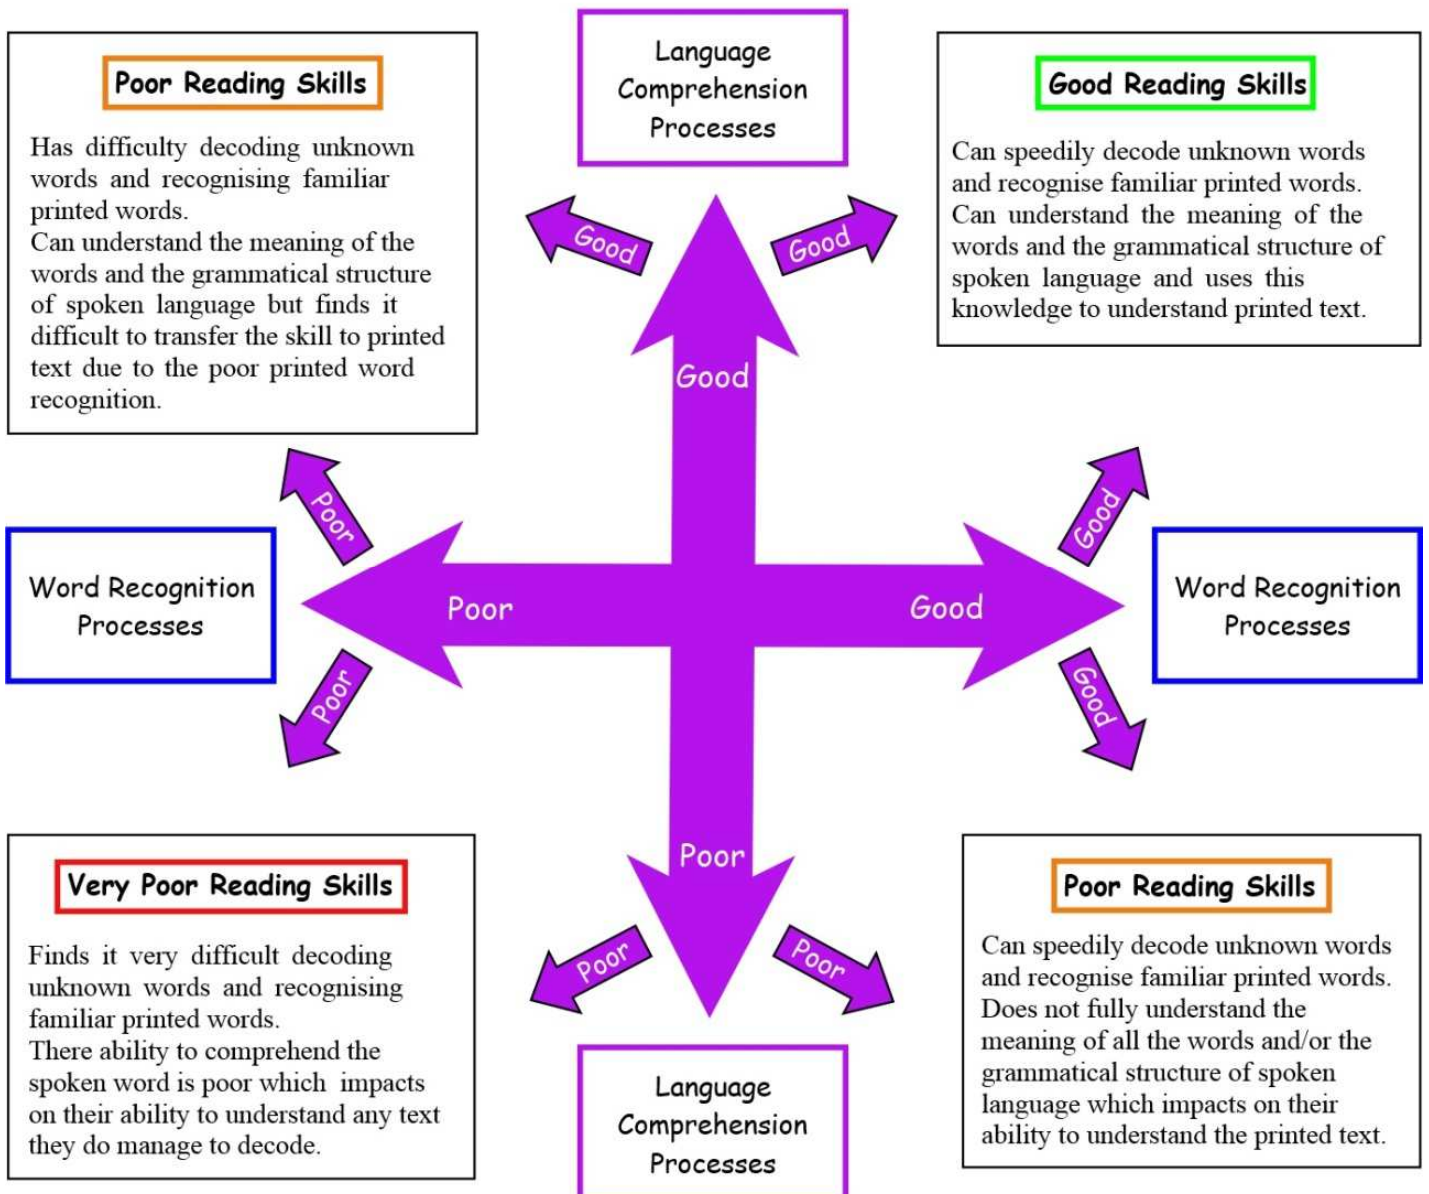 Language
Comprehension
Processes
Poor Reading Skills
Has difficulty decoding unknown
words and recognising familiar
printed words.
Can understand the meaning of the
words and the grammatical structure
of spoken language but finds it
difficult to transfer the skill to printed
text due to the poor printed word
recognition.
Good Reading Skills
Can speedily decode unknown words
and recognise familiar printed words.
Can understand the meaning of the
words and the grammatical structure of
spoken language and uses this
knowledge to understand printed text.
Good
Good
Good
Poor
Good
Word Recognition
Processes
Poor
Good
Word Recognition
Processes
Poor
Good
Poor
Poor
Poor
Very Poor Reading Skills
Finds it very difficult decoding
unknown words and recognising
familiar printed words.
There ability to comprehend the
spoken word is poor which impacts
on their ability to understand any text
they do manage to decode.
Poor Reading Skills
Can speedily decode unknown words
and recognise familiar printed words.
Does not fully understand the
meaning of all the words and/or the
grammatical structure of spoken
language which impacts on their
ability to understand the printed text.
Language
Comprehension
Processes